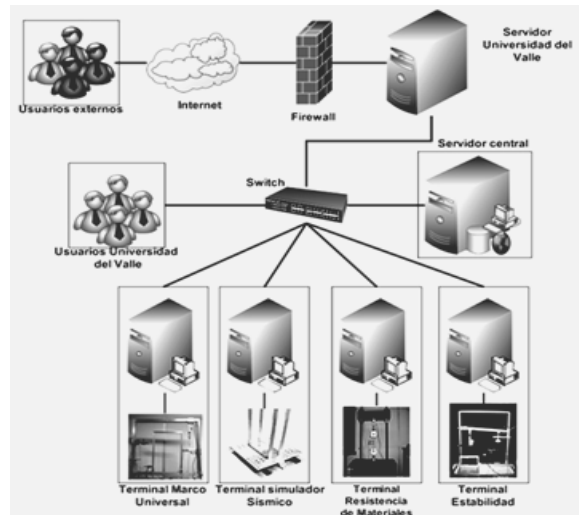 Servidor
Universidad del
Valle
Usuarios externos
Internet
Firewall
Servidor central
Switch
Usuarios Universidad
del Valle
Terminal Marco
Universal
Terminal simulador
Sísmico
Terminal
Resistencia
de Materiales
Terminal
Estabilidad